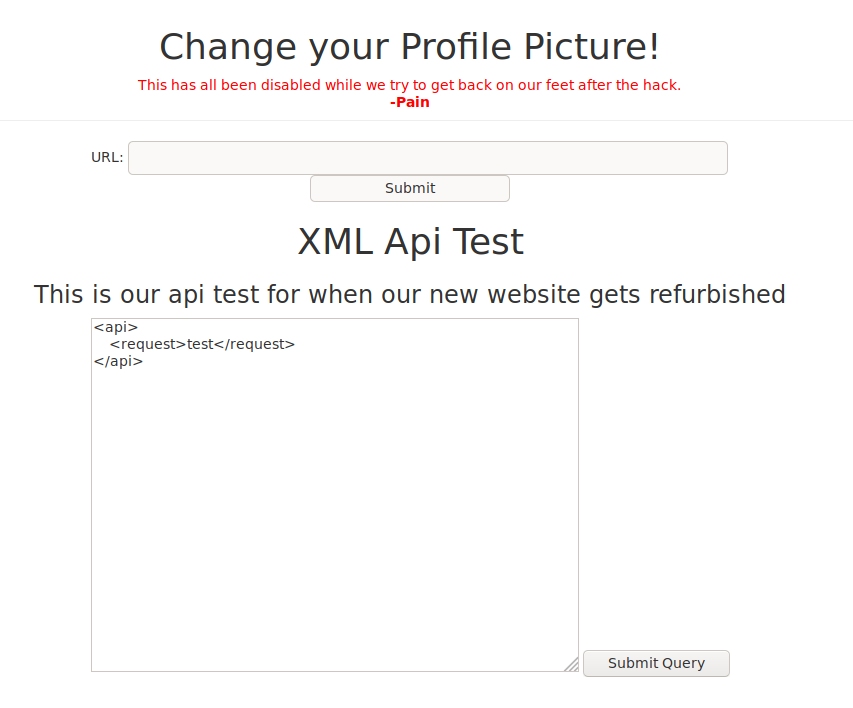 Change your Profile Picture!
This has all been disabled while we try to get back on our feet after the hack.
-Pain
URL:
Submit
XML Api Test
This is our api test for when our new website gets refurbished
<api>
    <request>test</request>
</api>
Submit Query